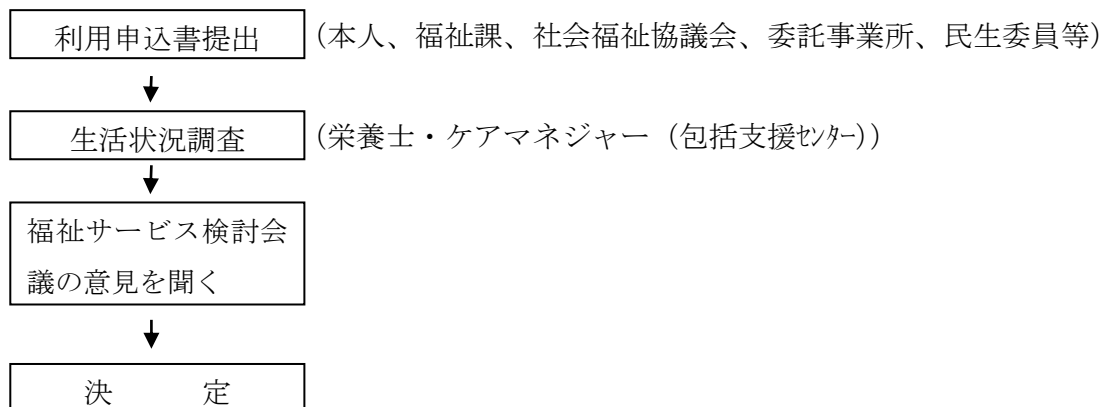 利用申込書提出 (本人、福祉課、社会福祉協議会、委託事業所、民生委員等)
生活状況調査 (栄養士・ケアマネジャー (包括支援ｾﾝﾀｰ))
福祉サービス検討会
議の意見を聞く
決　　　定